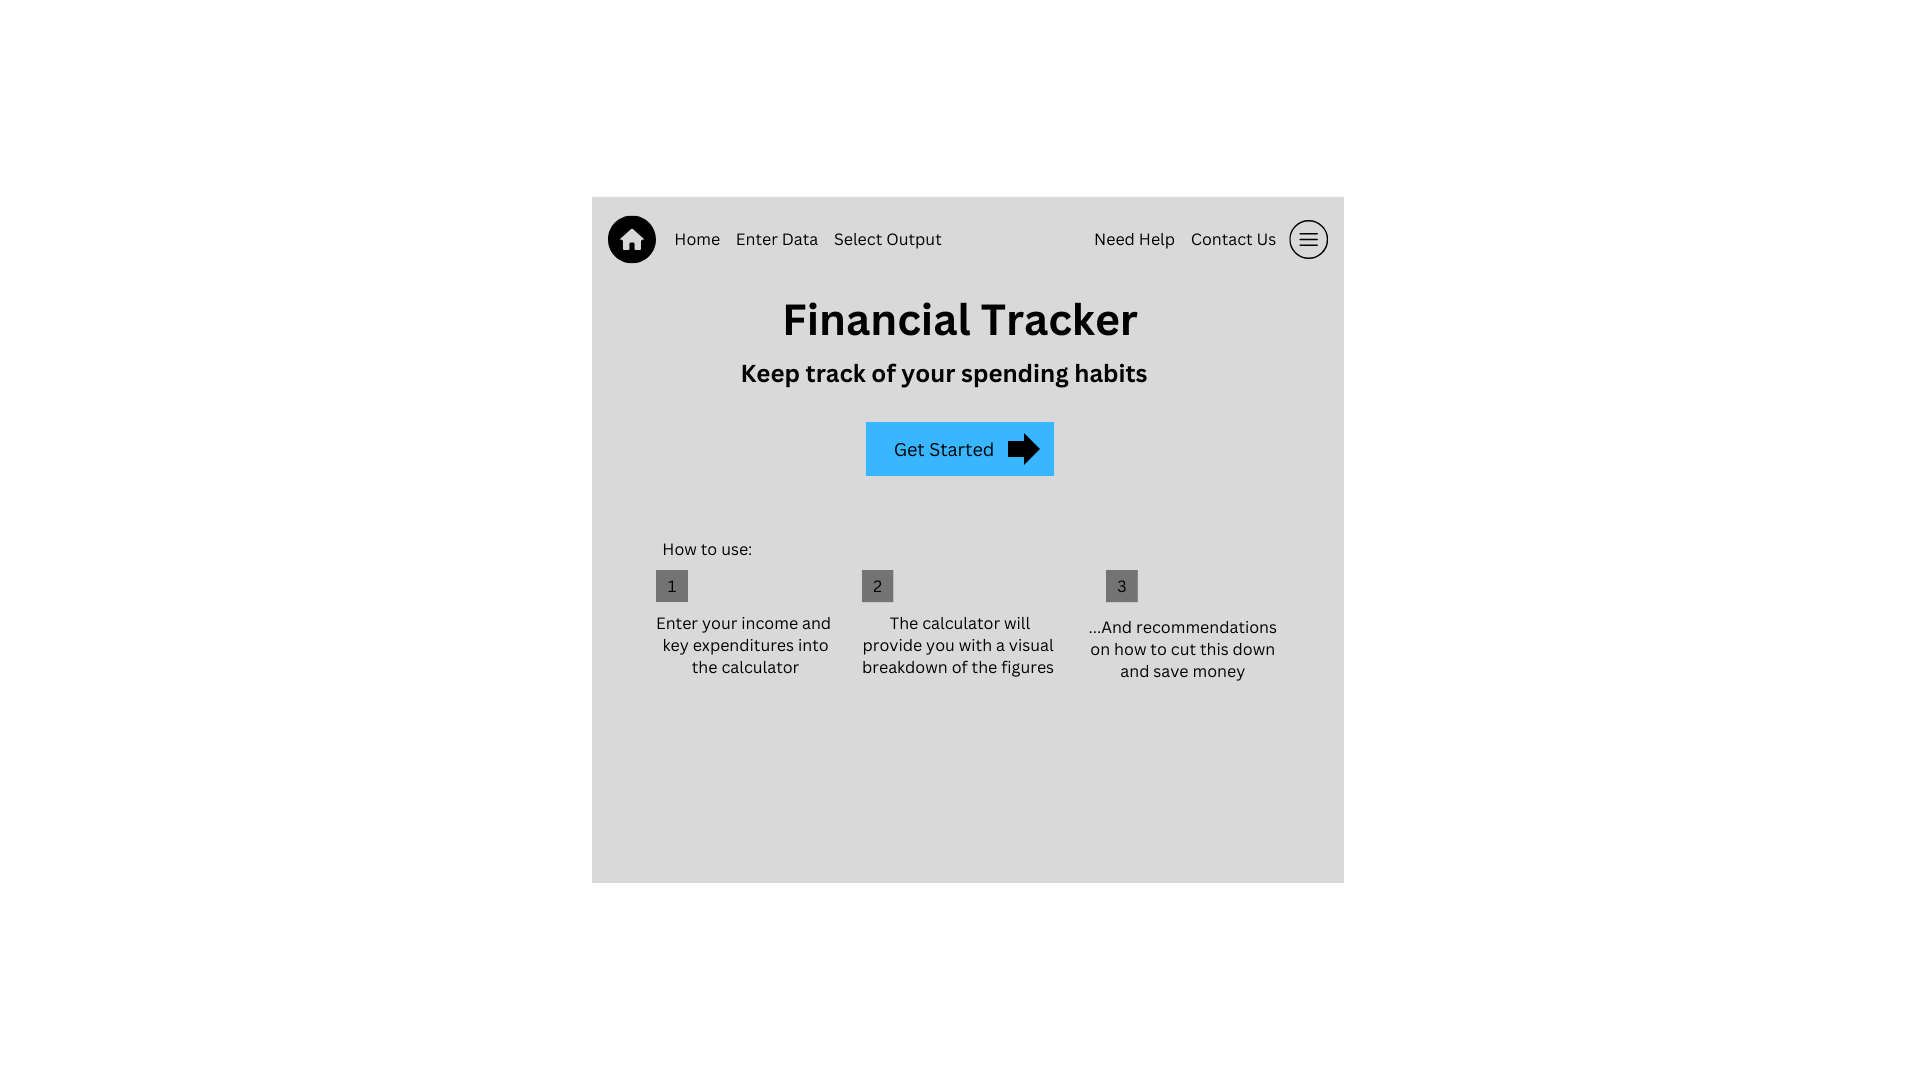 Home Enter Data Select Output Need Help Contact Us
Financial Tracker
Keep track of your spending habits
Get Started
How to use:
1
Enter your income and
key expenditures into
the calculator
2
The calculator will
provide you with a visual
breakdown of the figures
3
...And recommendations
on how to cut this down
and save money